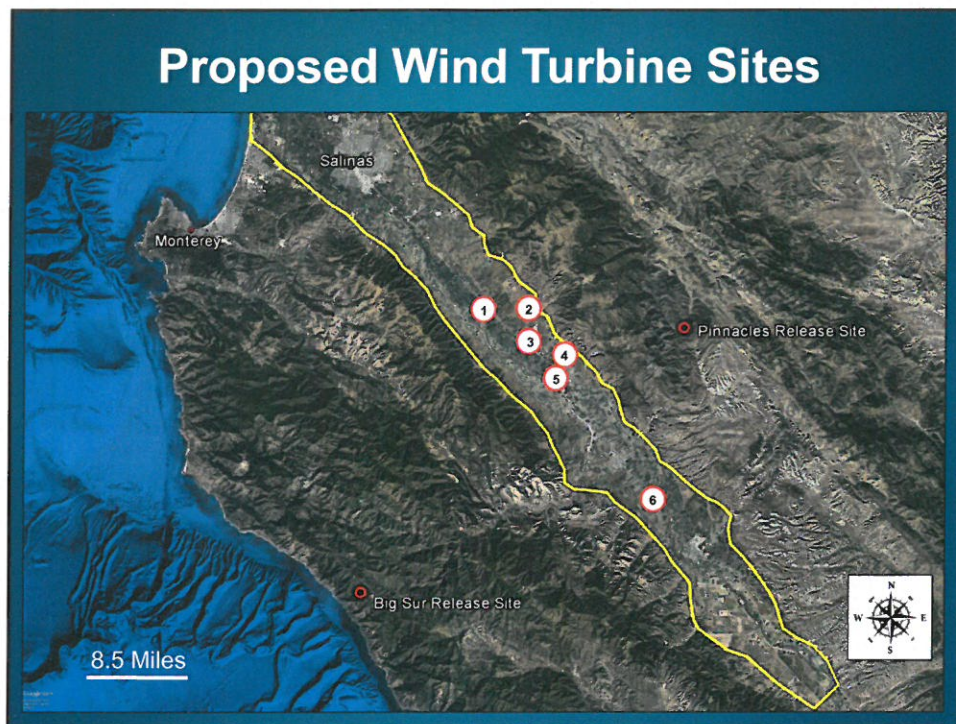 Proposed Wind Turbine Sites
Salinas
Monterey
1
2
3
Pinnacles Release Site
4
5
6
N
W E
S
Big Sur Release Site
8.5 Miles